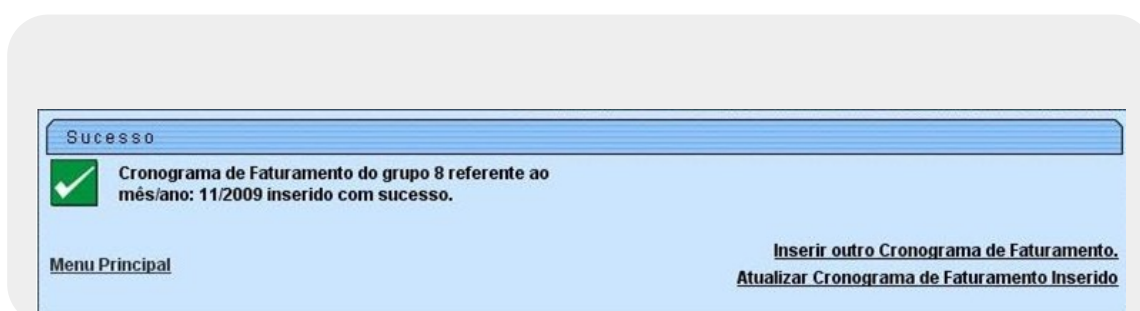 Sucesso
Cronograma de Faturamento do grupo 8 referente ao
mês/ano: 11/2009 inserido com sucesso.
Inserir outro Cronograma de Faturamento.
Menu Principal
Atualizar Cronograma de Faturamento Inserido